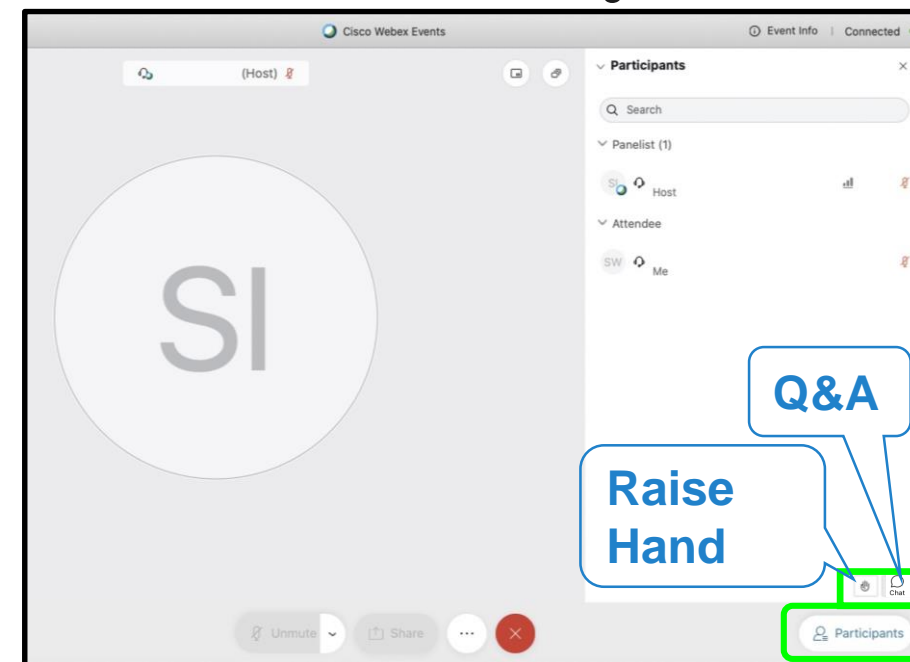 Cisco Webex Events
Event Info | Connected
(Host)
Participants
Search
Panelist (1)
SI
Host
Attendee
SW
Me
SI
Q&A
Raise
Hand
Chat
Unmute
Share
Participants